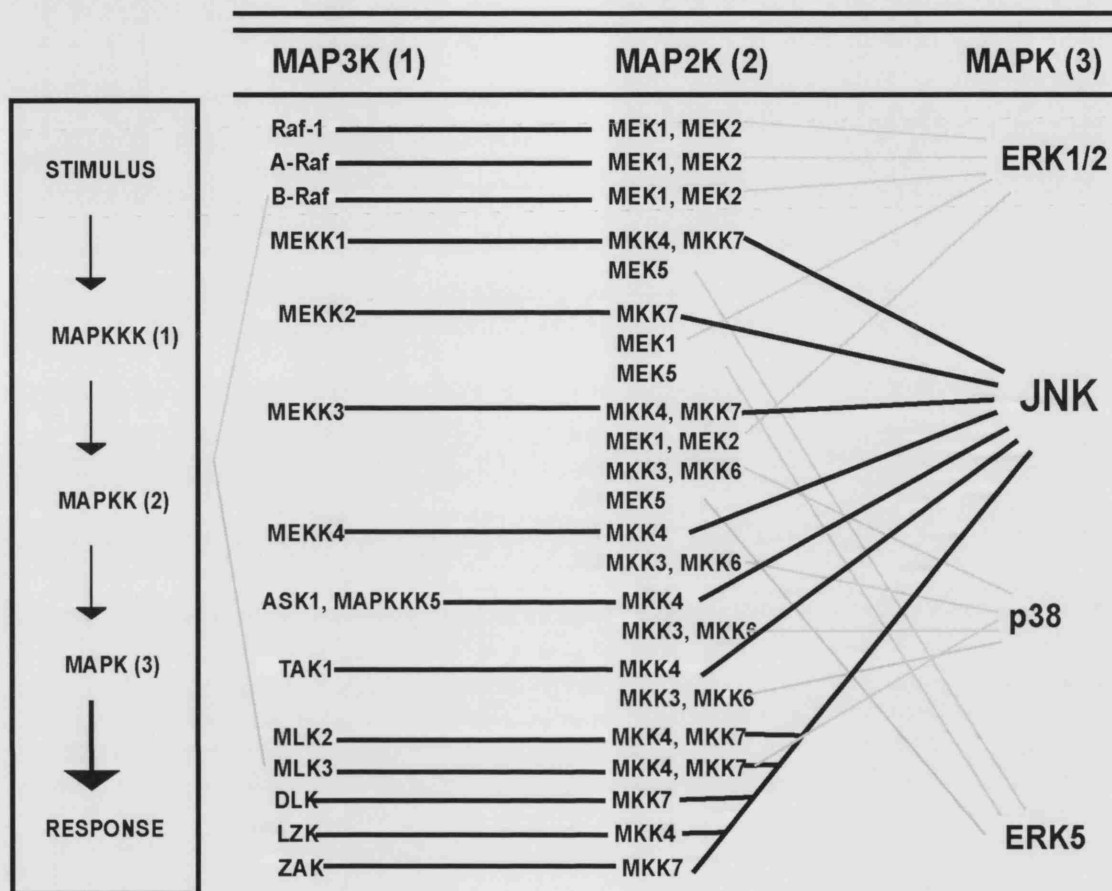 MAP3K (1) MAP2K (2) MAPK (3)
STIMULUS
MAPKKK (1)
MAPKK (2)
MAPK (3)
RESPONSE
Raf-1 MEK1, MEK2
A-Raf MEK1, MEK2
B-Raf MEK1, MEK2
MEKK1 MKK4, MKK7
MEK5
MEKK2 MKK7
MEK1
MEK5
MEKK3 MKK4, MKK7
MEK1, MEK2
MKK3, MKK6
MEK5
MEKK4 MKK4
MKK3, MKK6
ASK1, MAPKKK5 MKK4
MKK3, MKK6
TAK1 MKK4
MKK3, MKK6
MLK2 MKK4, MKK7
MLK3 MKK4, MKK7
DLK MKK7
LZK MKK4
ZAK MKK7
ERK1/2
JNK
p38
ERK5